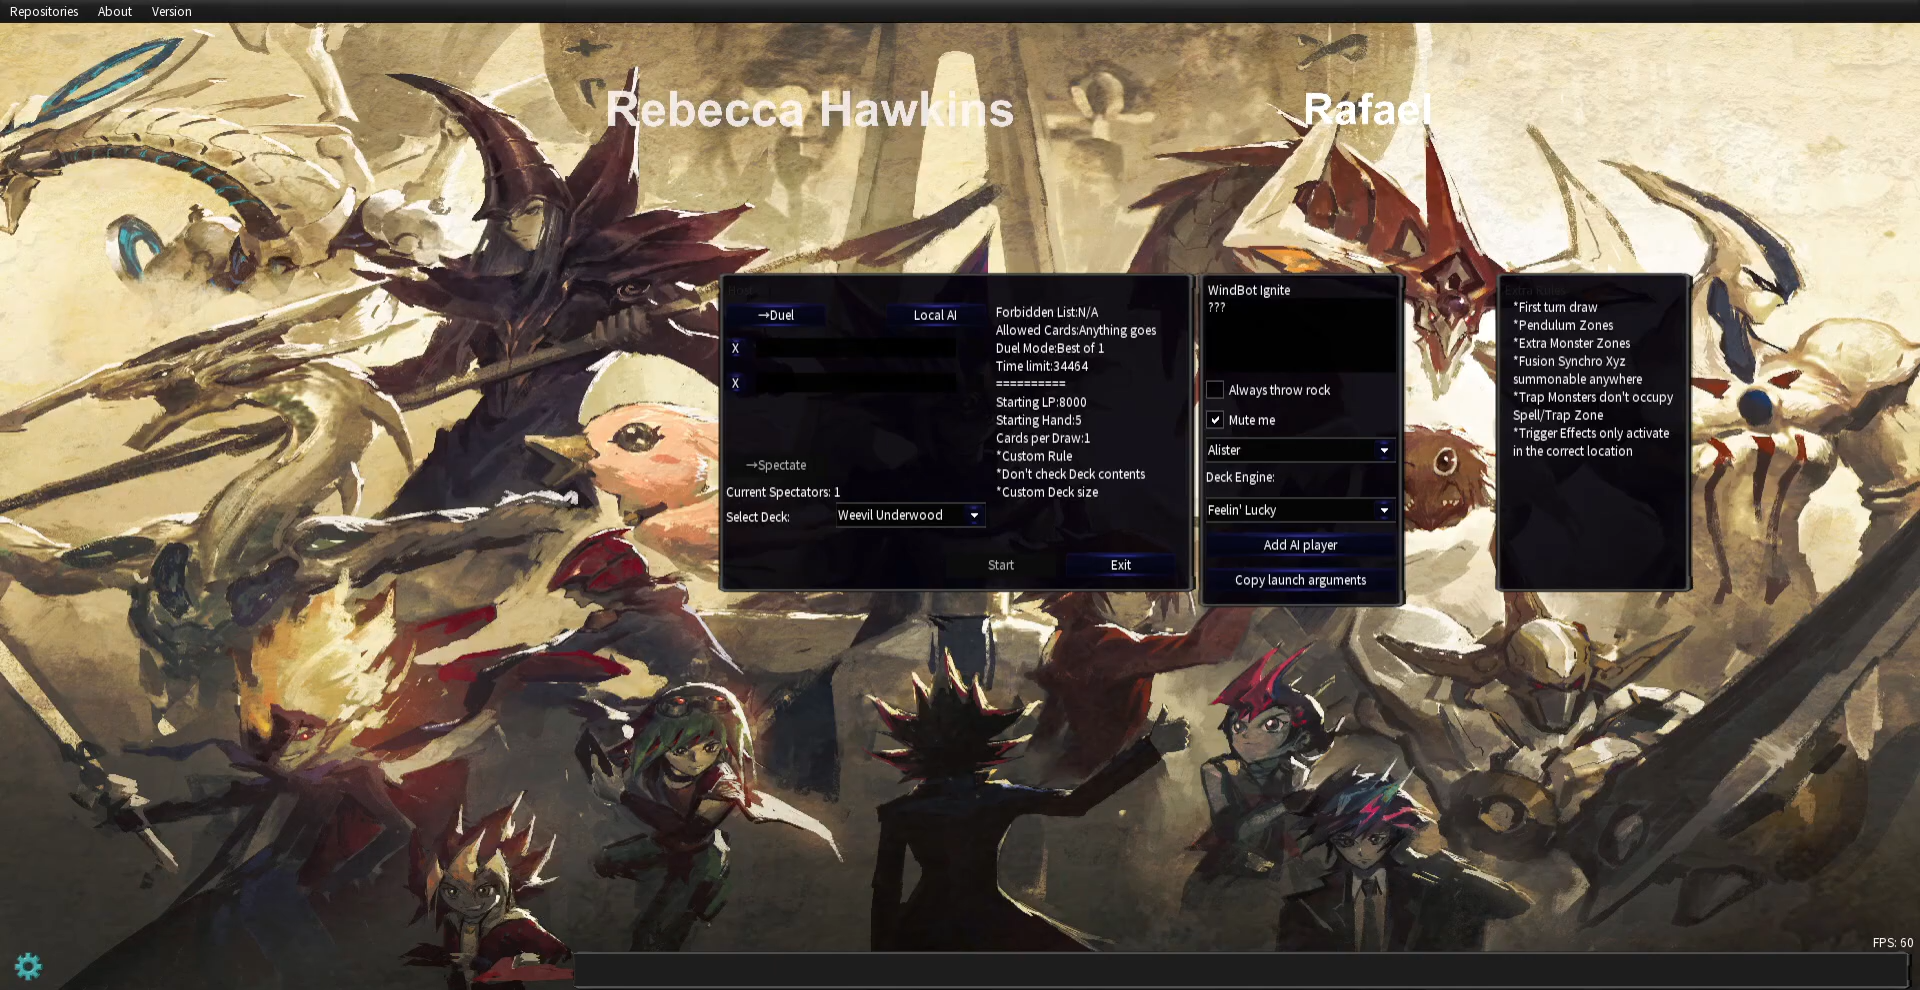 Repositories About Version
Rebecca Hawkins
Rafael
Host
→Duel
Local AI
X
X
→Spectate
Current Spectators: 1
Select Deck:
Weevil Underwood
Forbidden List:N/A
Allowed Cards:Anything goes
Duel Mode:Best of 1
Time limit:34464
==========
Starting LP:8000
Starting Hand:5
Cards per Draw:1
*Custom Rule
*Don't check Deck contents
*Custom Deck size
Start
Exit
WindBot Ignite
???
Always throw rock
Mute me
Alister
Deck Engine:
Feelin' Lucky
Add AI player
Copy launch arguments
Extra Rules
*First turn draw
*Pendulum Zones
*Extra Monster Zones
*Fusion Synchro Xyz
summonable anywhere
*Trap Monsters don't occupy
Spell/Trap Zone
*Trigger Effects only activate
in the correct location
FPS: 60